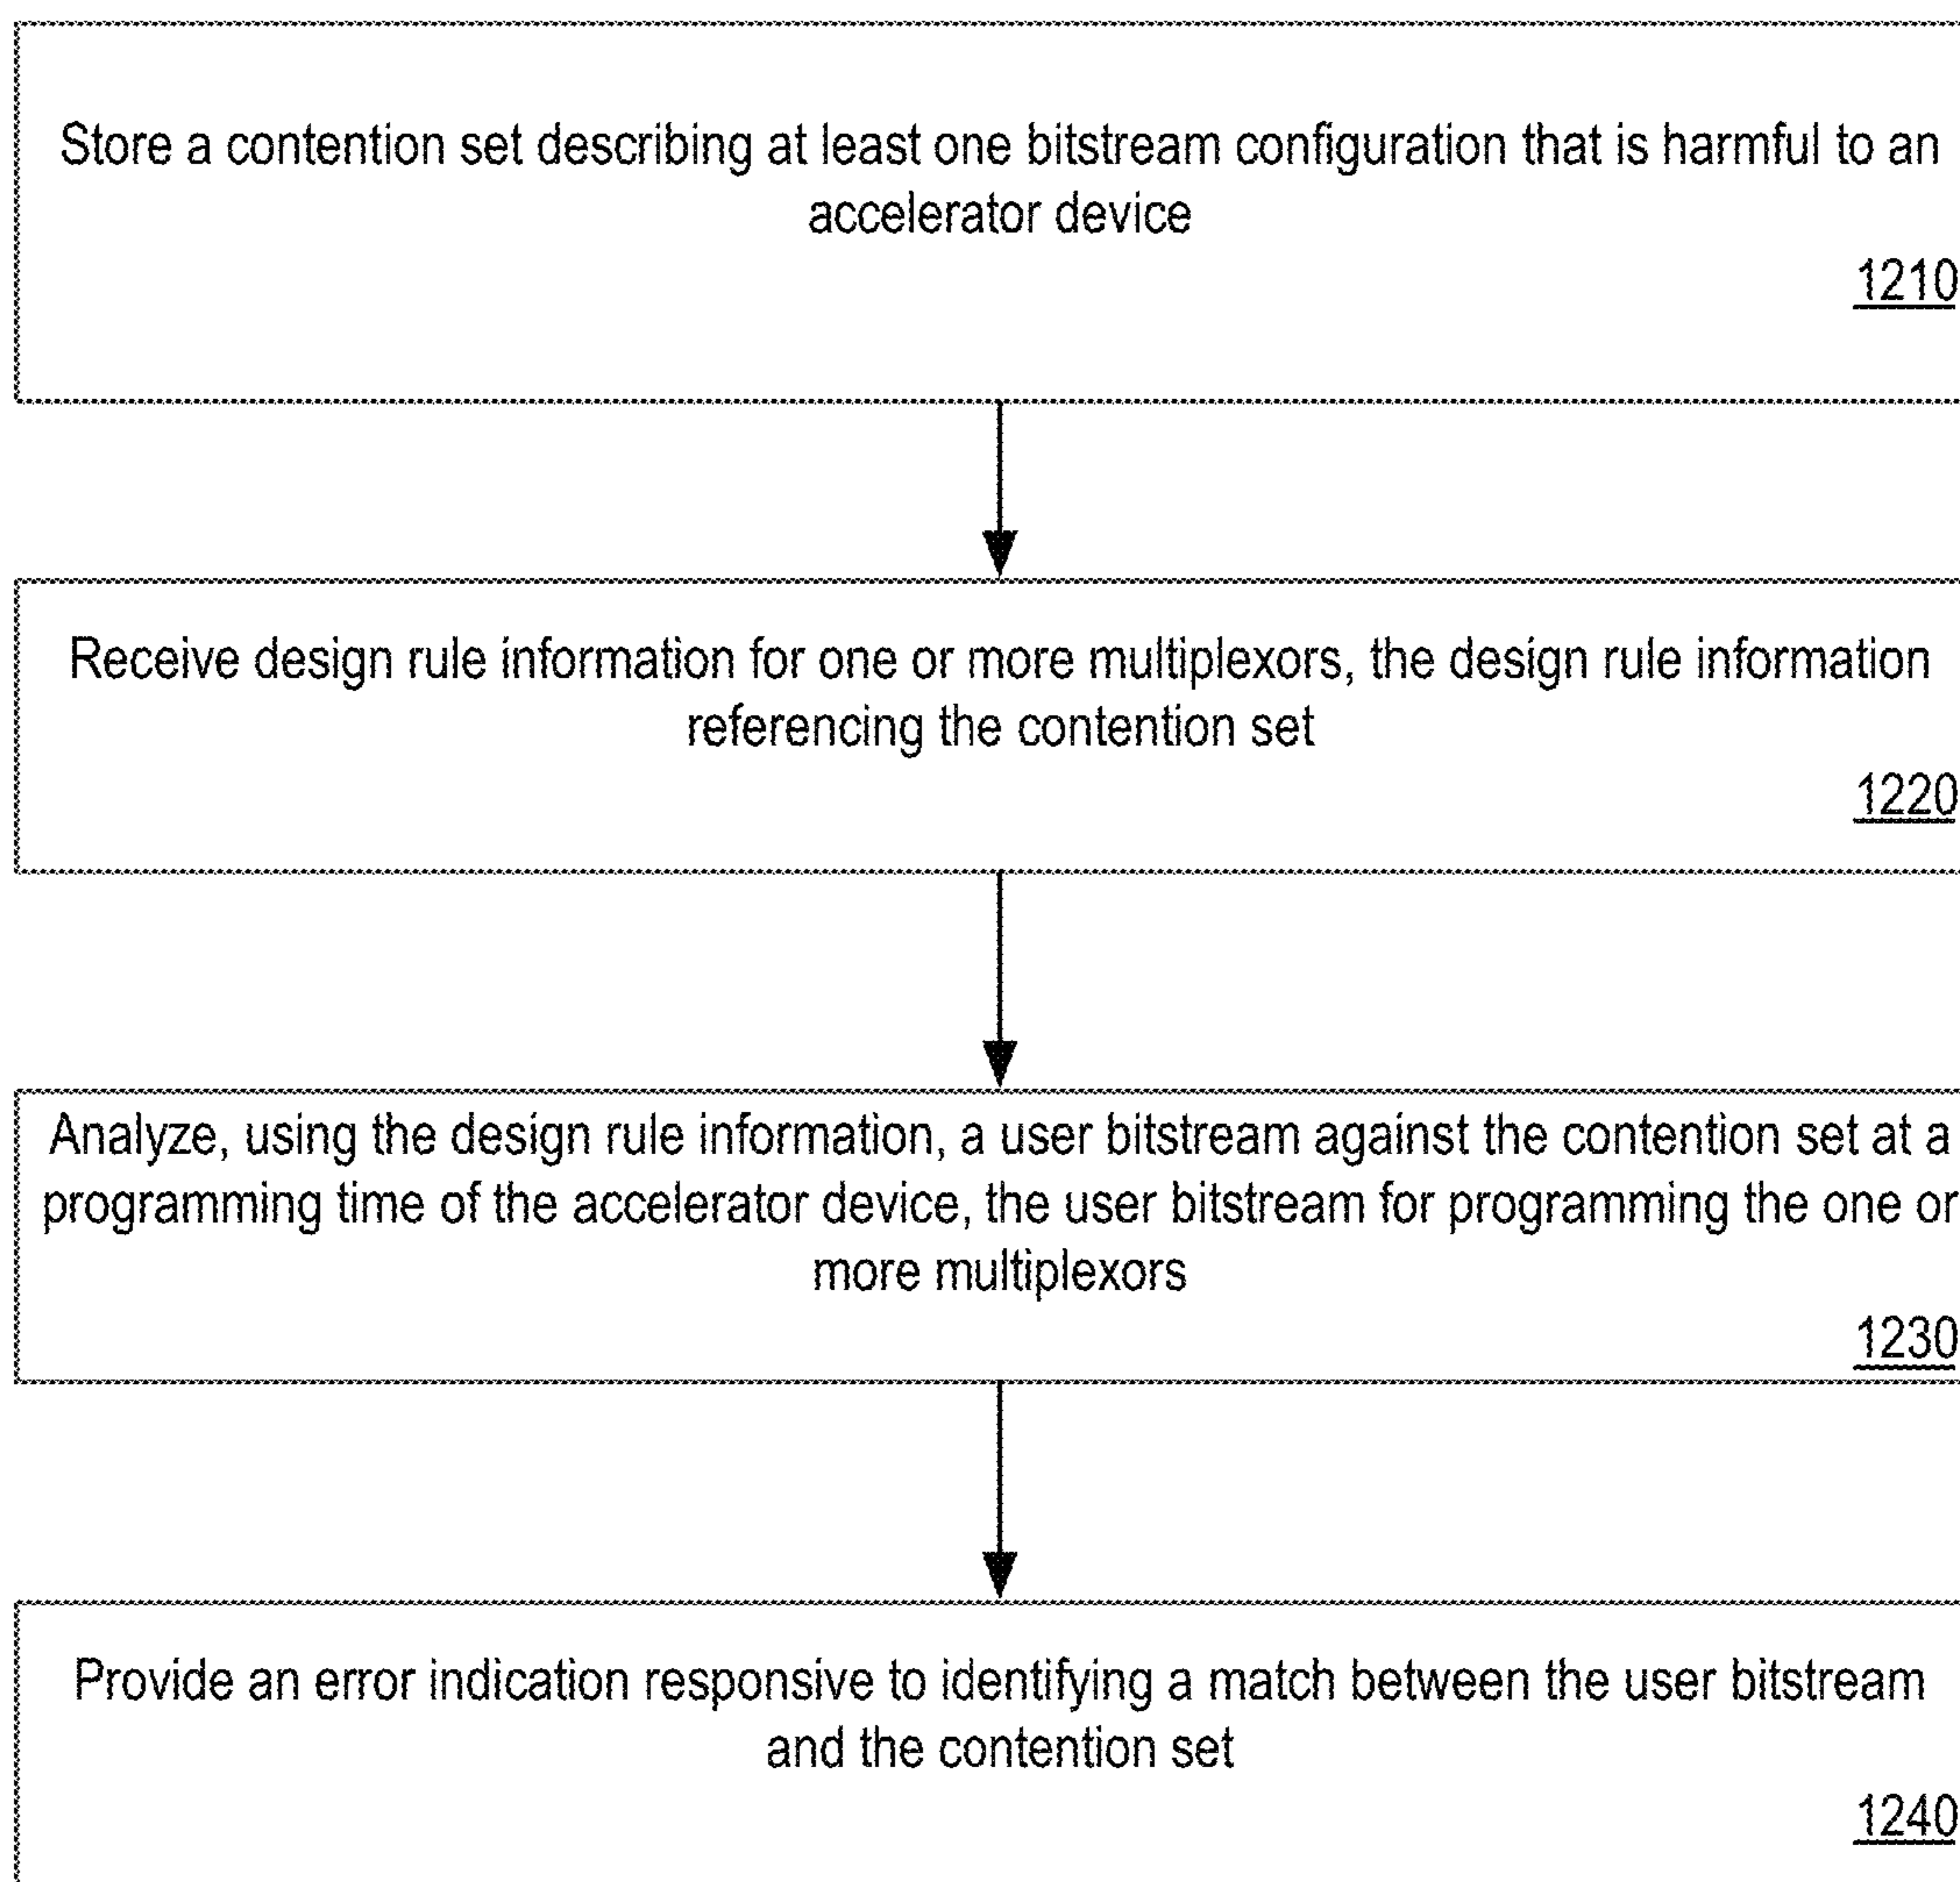 Store a contention set describing at least one bitstream configuration that is harmful to an
accelerator device
1210
Receive design rule information for one or more multiplexors, the design rule information
referencing the contention set
1220
Analyze, using the design rule information, a user bitstream against the contention set at a
programming time of the accelerator device, the user bitstream for programming the one or
more multiplexors
1230
Provide an error indication responsive to identifying a match between the user bitstream
and the contention set
1240